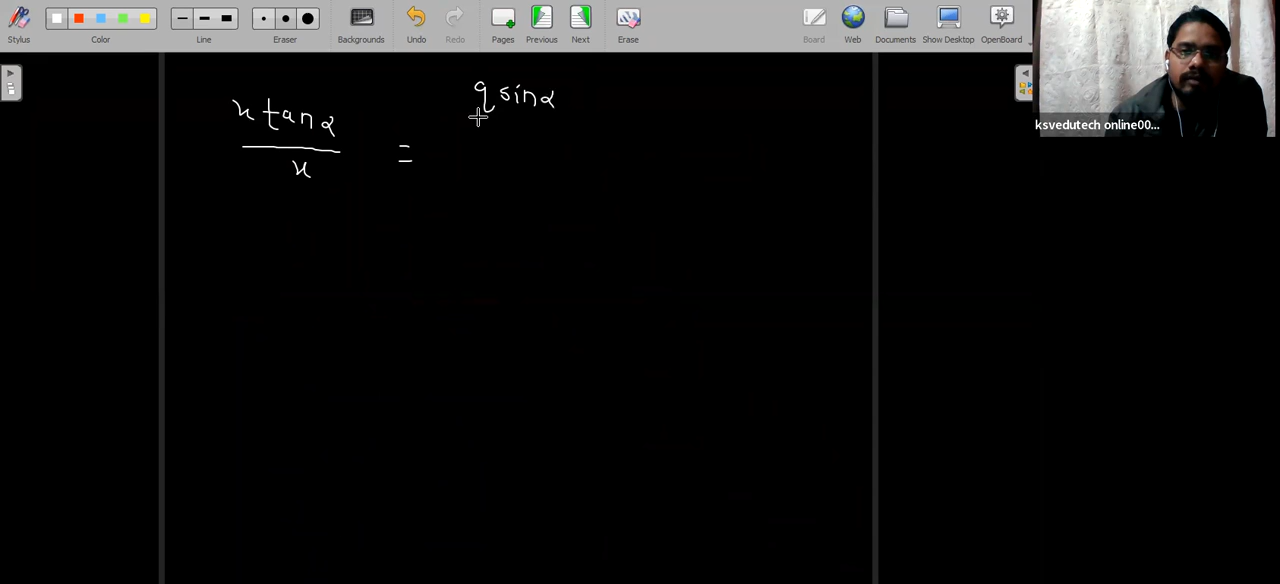 Stylus Color Line Eraser Backgrounds Undo Redo Pages Previous Next Erase Board Web Documents Show Desktop OpenBoard
ksvedutech online00...
q sinα
x tanα
=
x